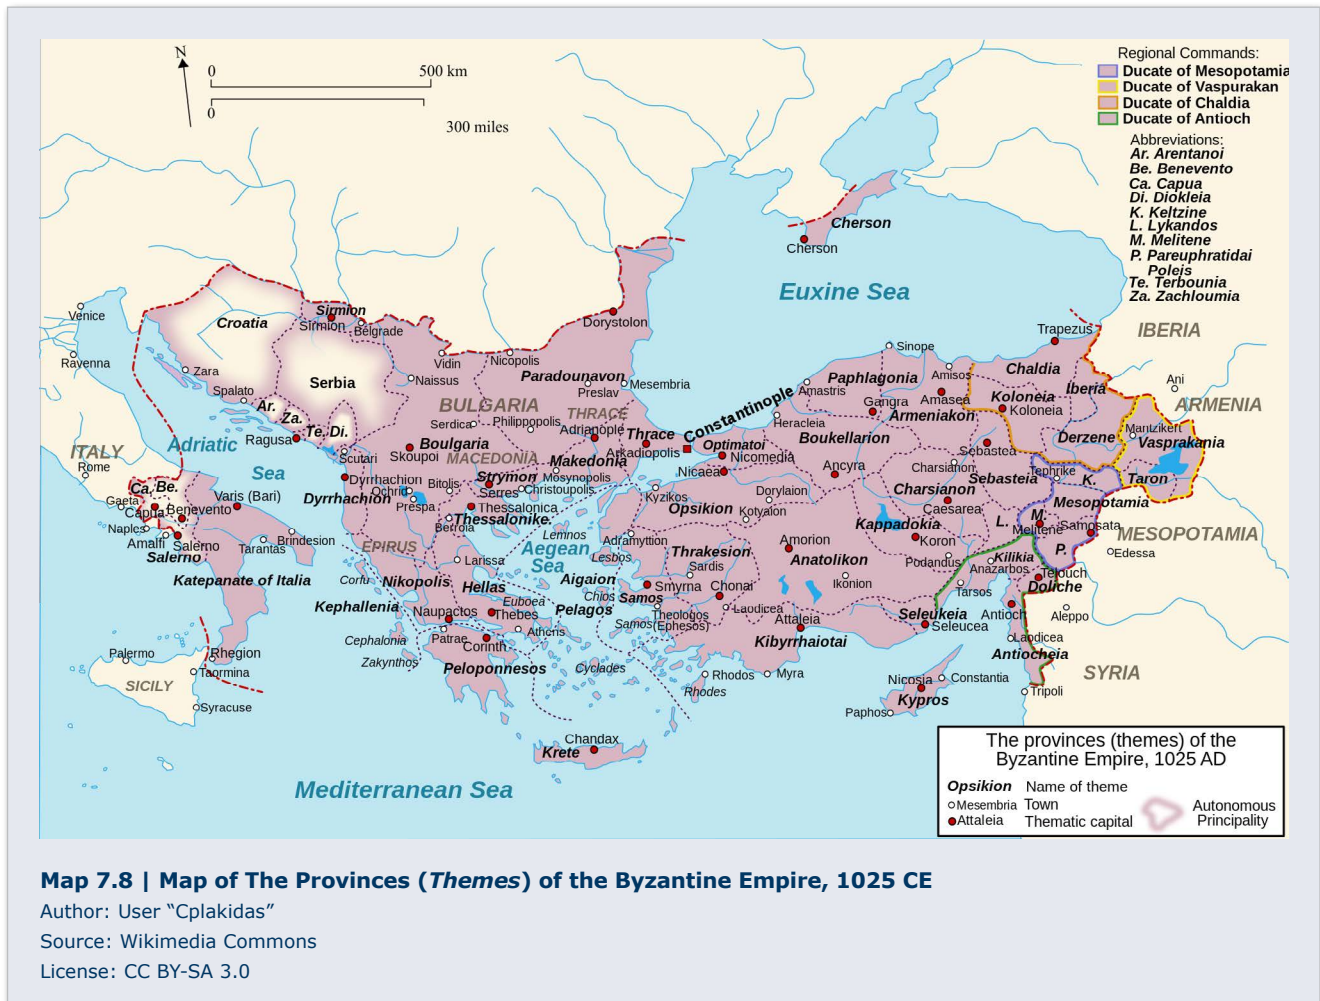 N
0
500 km
0
300 miles
Regional Commands:
Ducate of Mesopotamia
Ducate of Vaspurakan
Ducate of Chaldia
Ducate of Antioch
Abbreviations:
Ar. Arentanoi
Be. Benevento
Ca. Capua
Di. Diokleia
K. Keltzine
L. Lykandos
M. Melitene
P. Pareuphratidai
Poleis
Te. Terbounia
Za. Zachloumia
Cherson
Cherson
Euxine Sea
IBERIA
ARMENIA
MESOPOTAMIA
SYRIA
Venice
Ravenna
Croatia
Sirmion
Sirmion
Belgrade
Dorystolon
Zara
Spalato
Serbia
Vidin
Nicopolis
Naissus
Paradounavon
Preslav
Mesembria
BULGARIA
THRACE
Ar.
Za.
Te.
Di.
Ragusa
Adriatic
Sea
ITALY
Rome
Scutari
Skoupoi
Boulgaria
MACEDONIA
Serdica
Philippopolis
Adrianople
Thrace
Arkadiopolis
Makedonia
Mosynopolis
Constantinople
Ca.
Be.
Gaeta
Capua
Benevento
Naples
Amalfi
Salerno
Salerno
Varis (Bari)
Tarantas
Brindesion
Katepanate of Italia
Dyrrhachion
Dyrrhachion
Ochrid
Prespa
Bitolis
Strymon
Serres
Christoupolis
Thessalonica
Thessalonike
Berroia
EPIRUS
Larissa
Corfu
Nikopolis
Hellas
Kephallenia
Naupactos
Thebes
Euboea
Athens
Patrae
Corinth
Cephalonia
Zakynthos
Peloponnesos
Palermo
SICILY
Rhegion
Taormina
Syracuse
Lemnos
Aegean
Sea
Lesbos
Aigaion
Pelagos
Chios
Samos
Samos
Cyclades
Chandax
Krete
Mediterranean Sea
Sinope
Amastris
Paphlagonia
Amisos
Gangra
Amasea
Armeniakon
Heracleia
Boukellarion
Optimatoi
Nicomedia
Nicaea
Kyzikos
Opsikion
Dorylaion
Kotyaion
Ancyra
Adramyttion
Thrakesion
Sardis
Smyrna
Chonai
Theologos
(Ephesos)
Laodicea
Amorion
Anatolikon
Ikonion
Attaleia
Kibyrrhaiotai
Rhodos
Rhodes
Myra
Trapezus
Chaldia
Koloneia
Koloneia
Iberia
Ani
Mantzikert
Vasprakania
Derzene
Taron
Sebastea
Sebasteia
Tephrike
K.
Mesopotamia
Charsianon
Charsianon
Caesarea
Kappadokia
Koron
L.
M.
Melitene
Samosata
Edessa
P.
Podandus
Kilikia
Anazarbos
Tarsos
Telouch
Doliche
Seleukeia
Seleucea
Antioch
Aleppo
Laodicea
Antiocheia
Tripoli
Nicosia
Constantia
Kypros
Paphos
The provinces (themes) of the
Byzantine Empire, 1025 AD
Opsikion Name of theme
Mesembria Town
Attaleia Thematic capital
Autonomous
Principality
Map 7.8 | Map of The Provinces (Themes) of the Byzantine Empire, 1025 CE
Author: User “Cplakidas”
Source: Wikimedia Commons
License: CC BY-SA 3.0